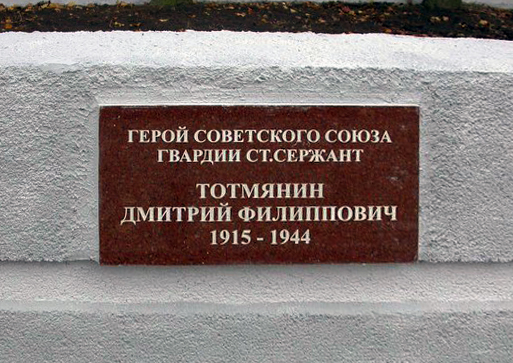 ГЕРОЙ СОВЕТСКОГО СОЮЗА
ГВАРДИИ СТ.СЕРЖАНТ
ТОТМЯНИН
ДМИТРИЙ ФИЛИППОВИЧ
1915 - 1944